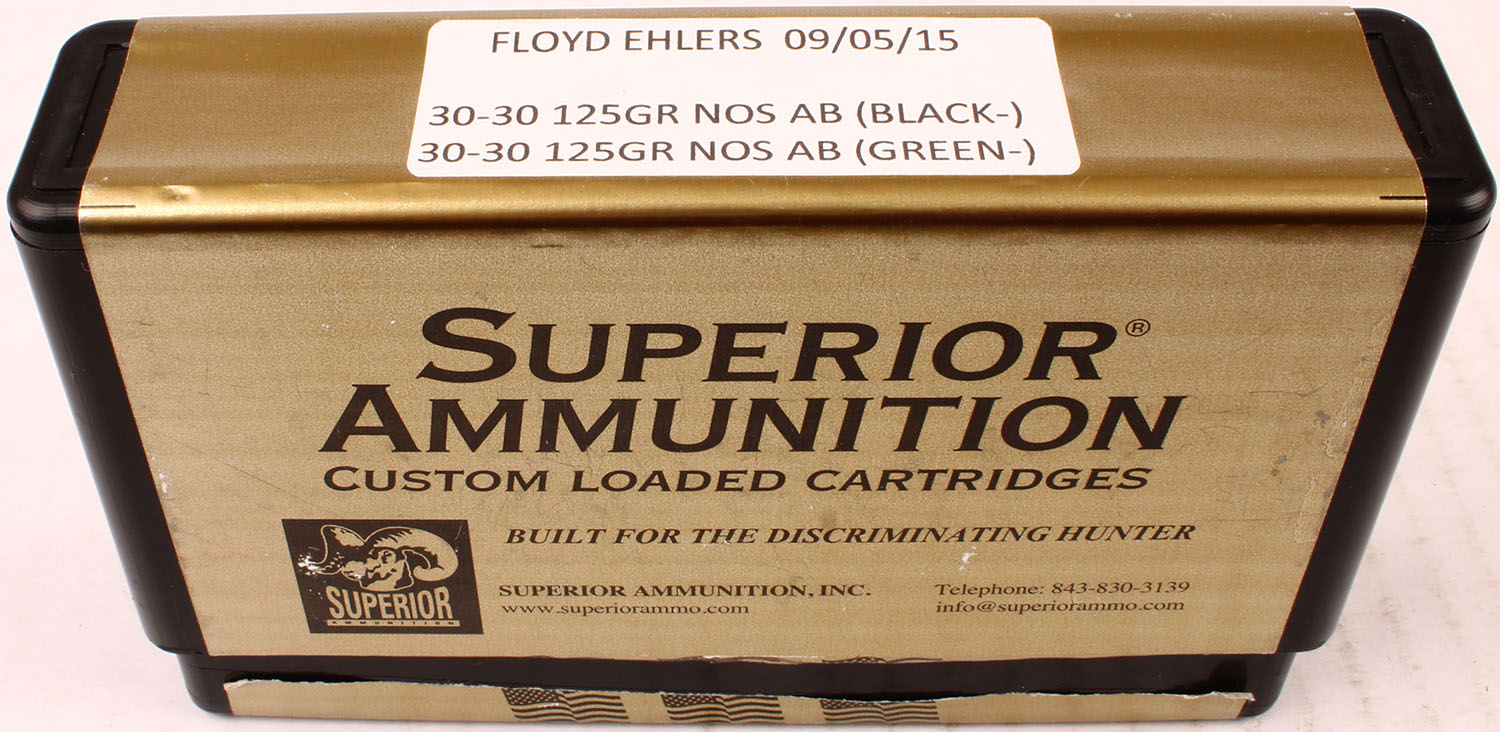 FLOYD EHLERS 09/05/15
30-30 125GR NOS AB (BLACK-)
30-30 125GR NOS AB (GREEN-)
SUPERIOR®
AMMUNITION
CUSTOM LOADED CARTRIDGES
BUILT FOR THE DISCRIMINATING HUNTER
SUPERIOR AMMUNITION, INC.
www.superiorammo.com
Telephone: 843-830-3139
info@superiorammo.com
SUPERIOR
AMMUNITION